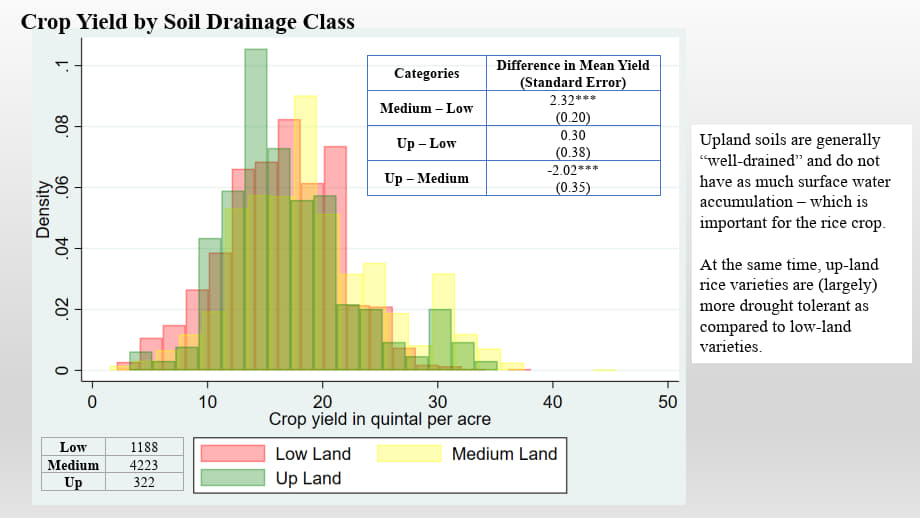 Crop Yield by Soil Drainage Class
Categories
Difference in Mean Yield
(Standard Error)
Medium – Low
2.32***
(0.20)
Up – Low
0.30
(0.38)
Up – Medium
-2.02***
(0.35)
Density
.1
.08
.06
.04
.02
0
0 10 20 30 40 50
Crop yield in quintal per acre
Low 1188
Medium 4223
Up 322
Low Land
Medium Land
Up Land
Upland soils are generally
“well-drained” and do not
have as much surface water
accumulation – which is
important for the rice crop.
At the same time, up-land
rice varieties are (largely)
more drought tolerant as
compared to low-land
varieties.